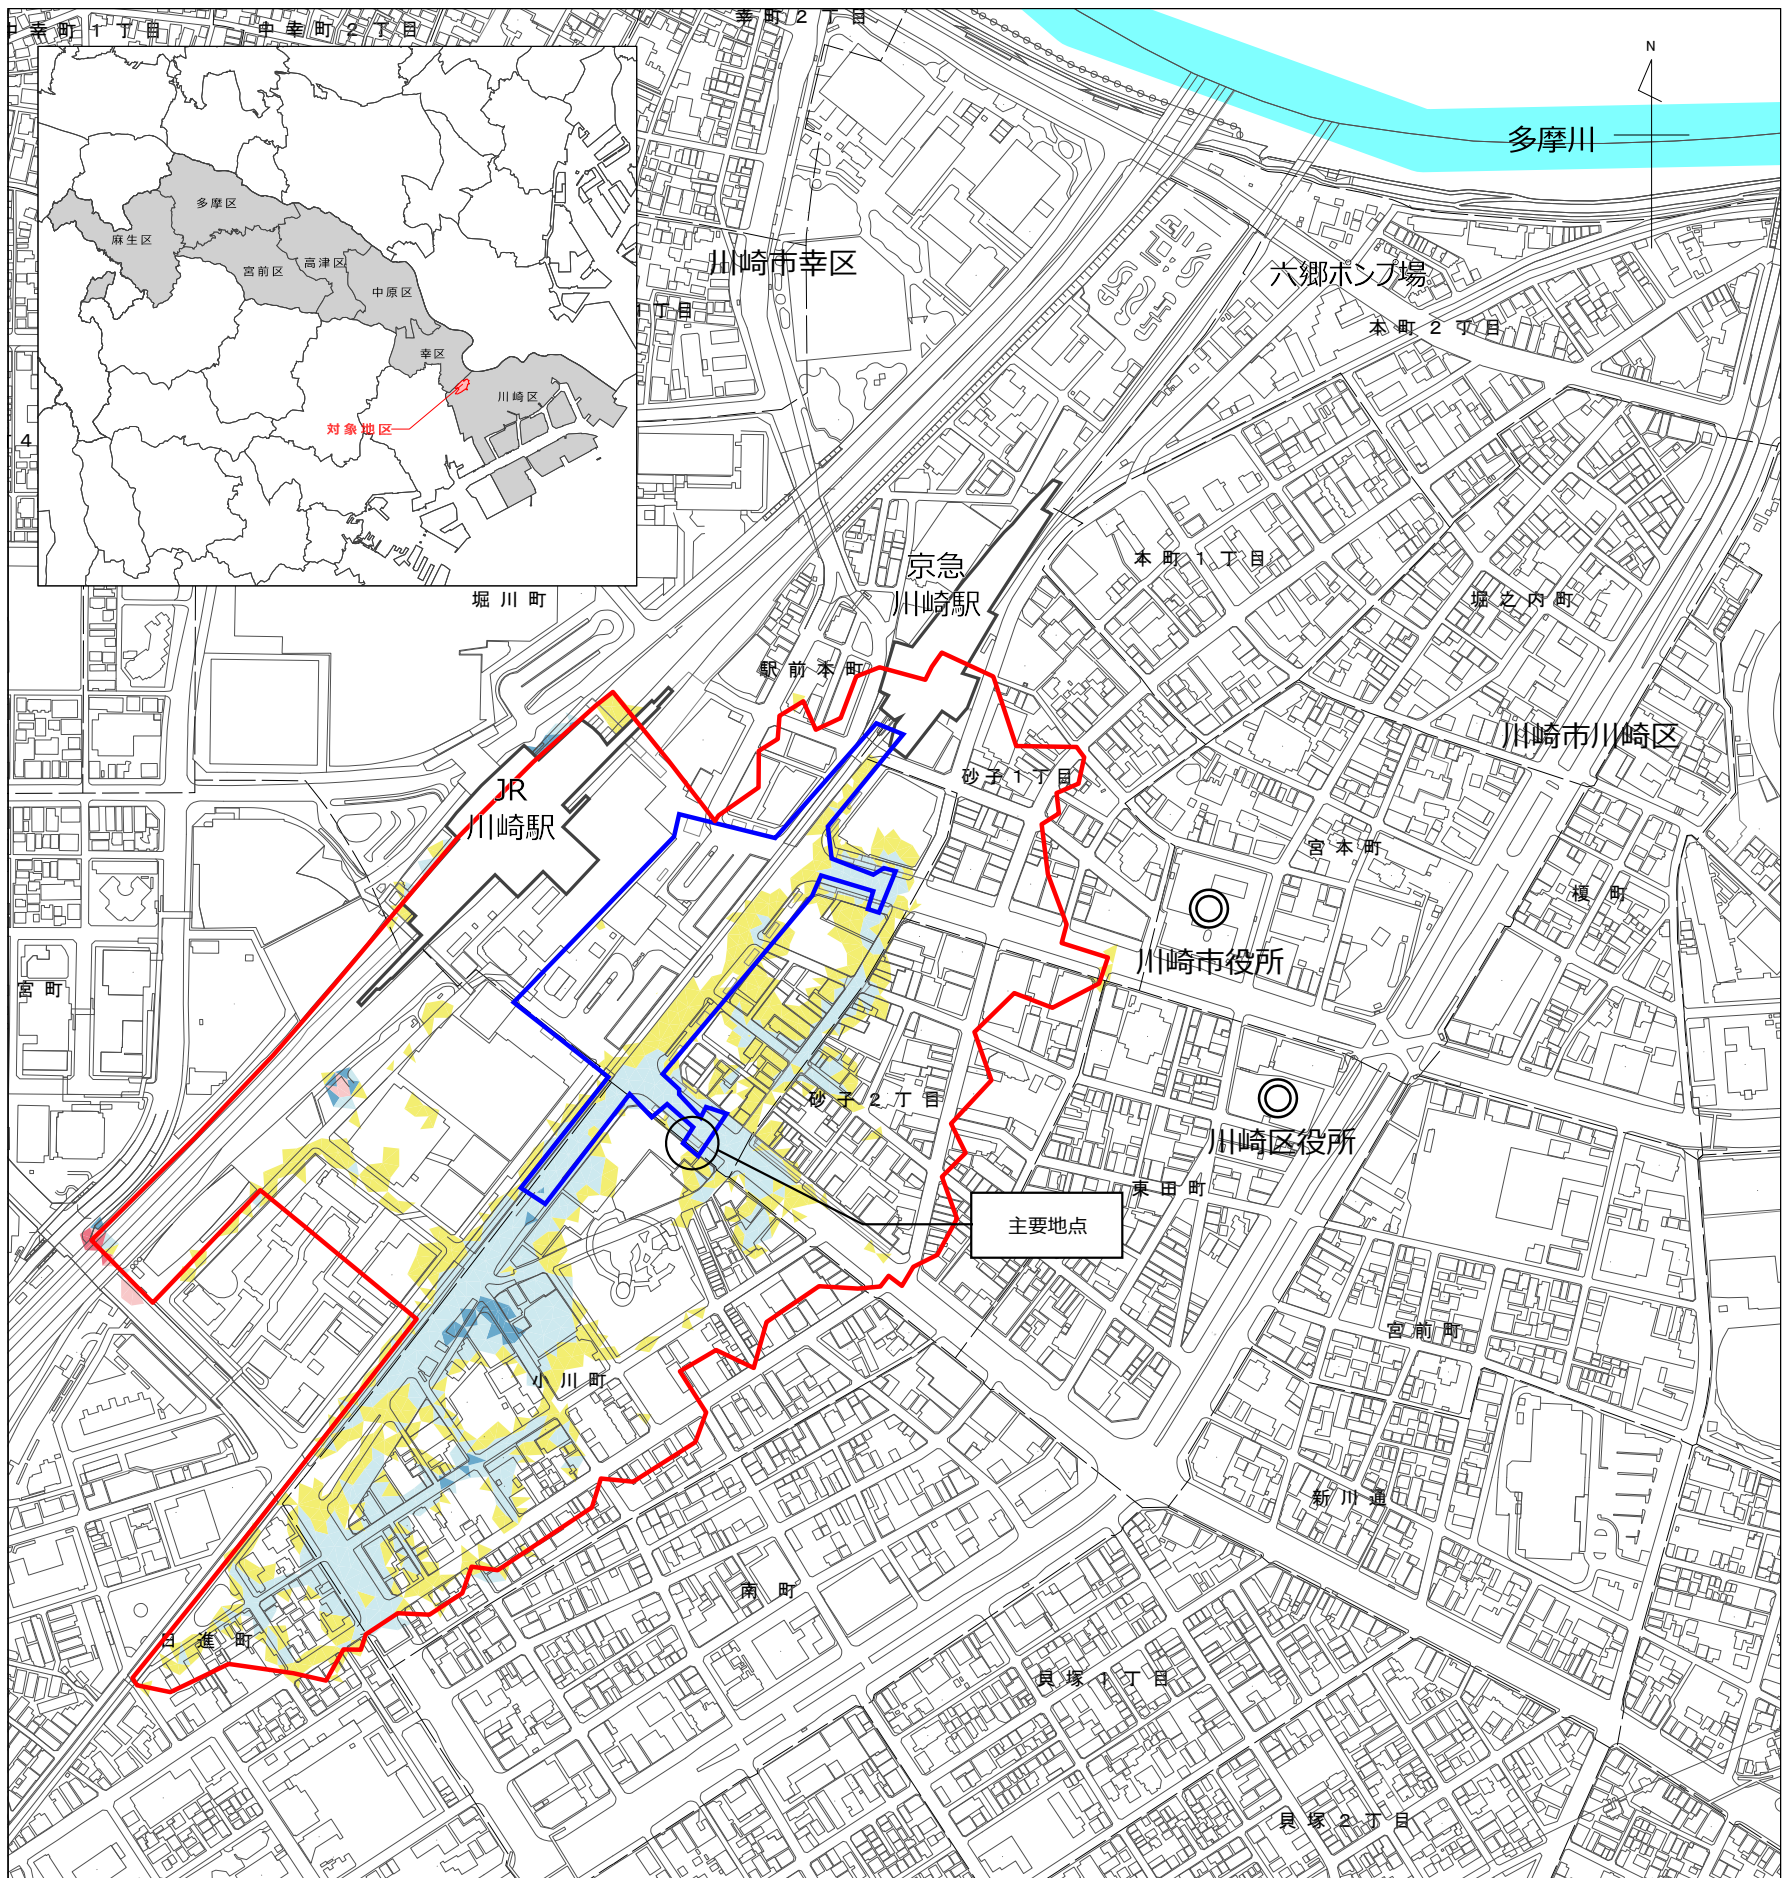 中幸町1丁目
中幸町2丁目
幸町2丁目
N
多摩川
多摩区
麻生区
宮前区
高津区
中原区
幸区
川崎区
対象地区
川崎市幸区
六郷ポンプ場
1丁目
本町2丁目
4
京急
川崎駅
本町1丁目
堀川町
堀之内町
駅前本町
川崎市川崎区
砂子1丁目
JR
川崎駅
宮本町
榎町
川崎市役所
宮町
砂子2丁目
川崎区役所
東田町
主要地点
宮前町
小川町
新川通
南町
日進町
貝塚1丁目
貝塚2丁目